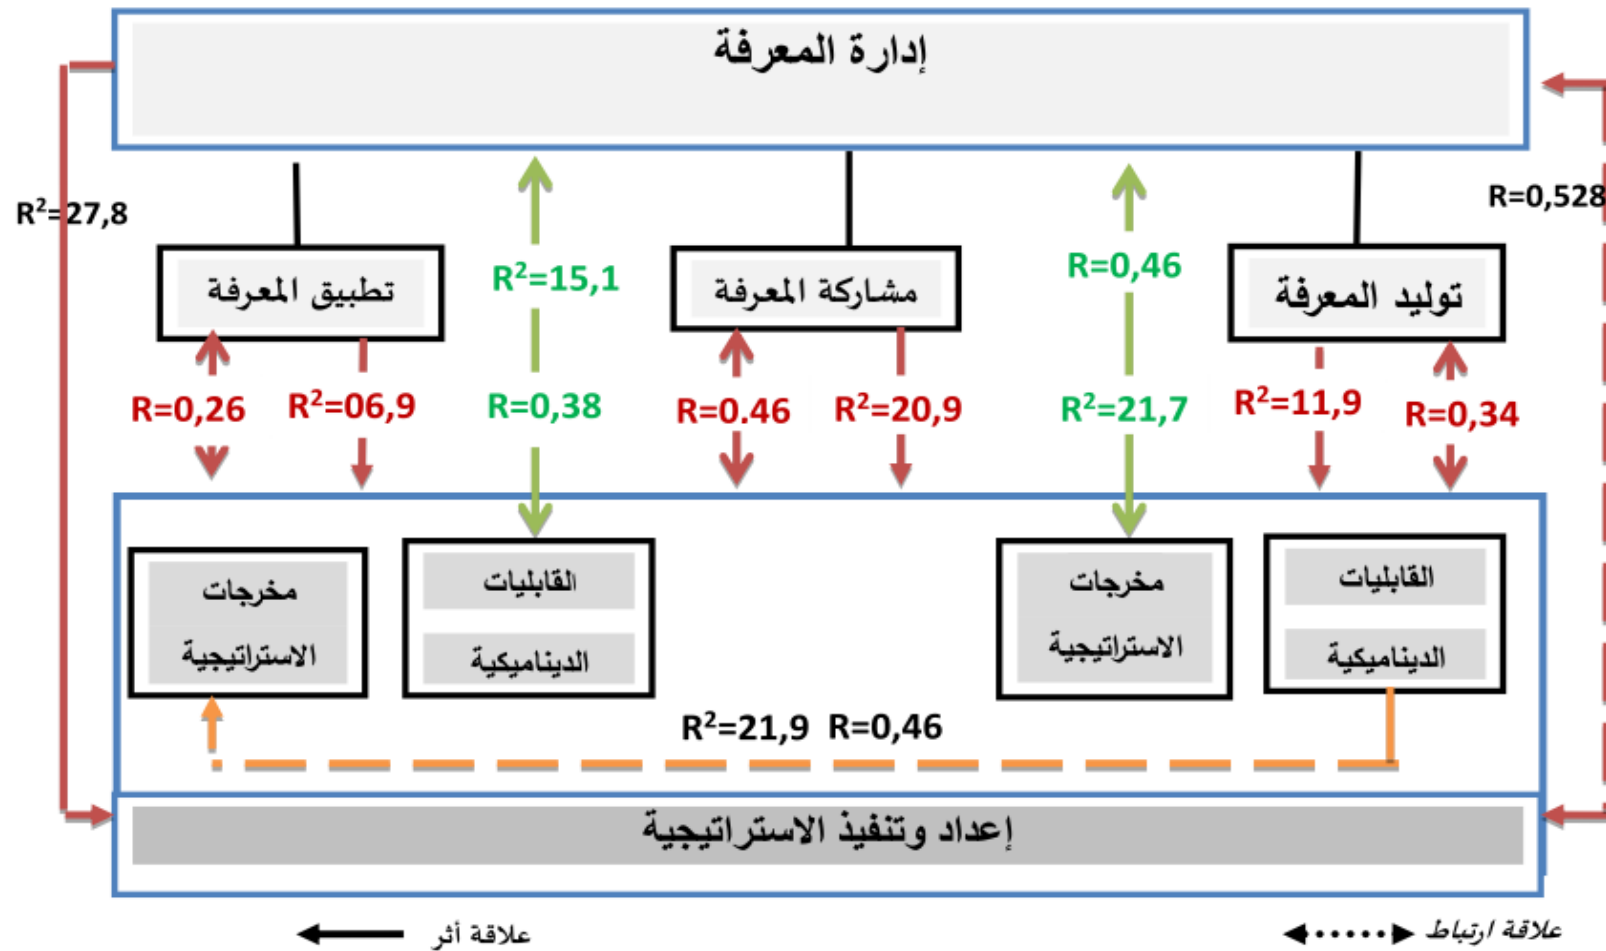 إدارة المعرفة
R=0,528
R²=27,8
توليد المعرفة
R=0,46
مشاركة المعرفة
R²=15,1
تطبيق المعرفة
R=0,34
R²=11,9
R²=21,7
R²=20,9
R=0.46
R=0,38
R²=06,9
R=0,26
القابليات
الديناميكية
مخرجات
الاستراتيجية
القابليات
الديناميكية
مخرجات
الاستراتيجية
R²=21,9 R=0,46
إعداد وتنفيذ الاستراتيجية
علاقة ارتباط
علاقة أثر